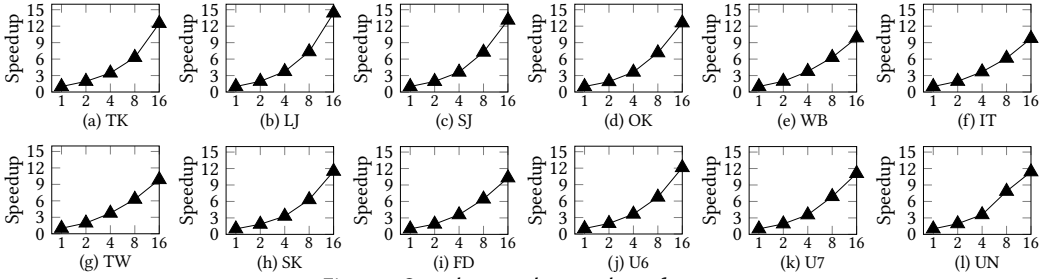 Speedup
15
12
9
6
3
0
1 2 4 8 16
(a) TK
Speedup
15
12
9
6
3
0
1 2 4 8 16
(b) LJ
Speedup
15
12
9
6
3
0
1 2 4 8 16
(c) SJ
Speedup
15
12
9
6
3
0
1 2 4 8 16
(d) OK
Speedup
15
12
9
6
3
0
1 2 4 8 16
(e) WB
Speedup
15
12
9
6
3
0
1 2 4 8 16
(f) IT
Speedup
15
12
9
6
3
0
1 2 4 8 16
(g) TW
Speedup
15
12
9
6
3
0
1 2 4 8 16
(h) SK
Speedup
15
12
9
6
3
0
1 2 4 8 16
(i) FD
Speedup
15
12
9
6
3
0
1 2 4 8 16
(j) U6
Speedup
15
12
9
6
3
0
1 2 4 8 16
(k) U7
Speedup
15
12
9
6
3
0
1 2 4 8 16
(l) UN